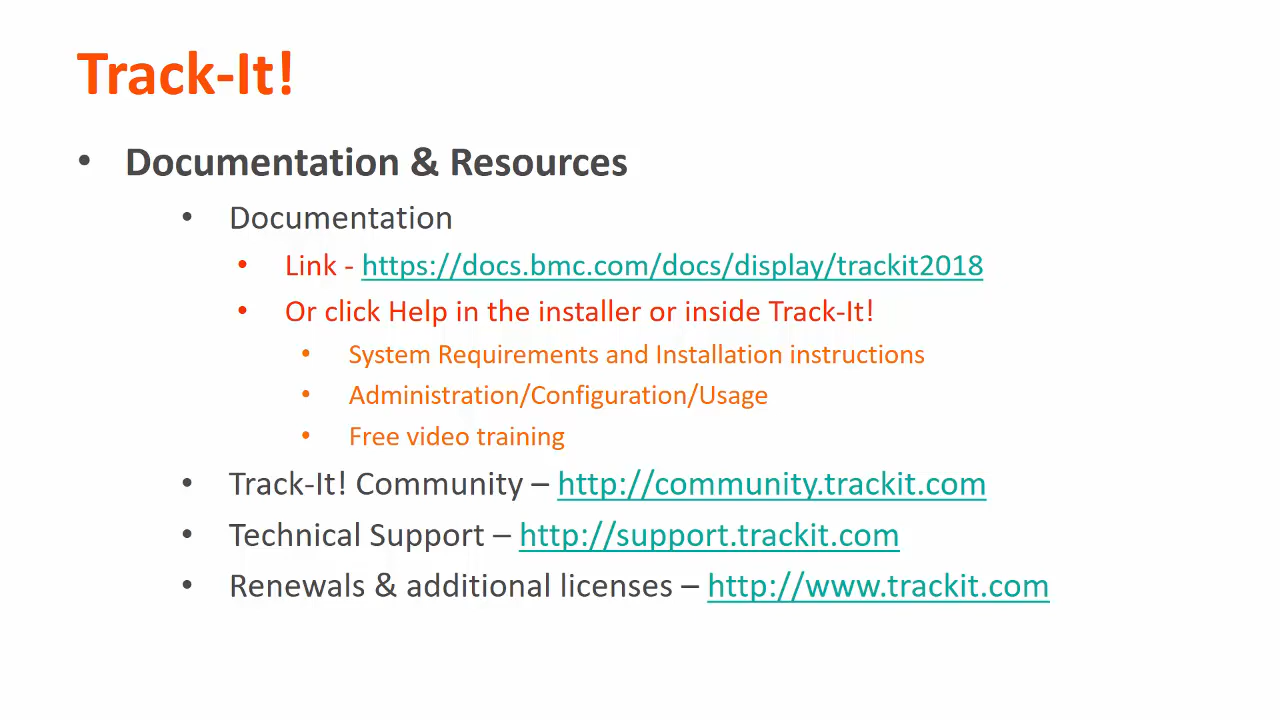 Track-It!
• Documentation & Resources
• Documentation
• Link - https://docs.bmc.com/docs/display/trackit2018
• Or click Help in the installer or inside Track-It!
• System Requirements and Installation instructions
• Administration/Configuration/Usage
• Free video training
• Track-It! Community – http://community.trackit.com
• Technical Support – http://support.trackit.com
• Renewals & additional licenses – http://www.trackit.com